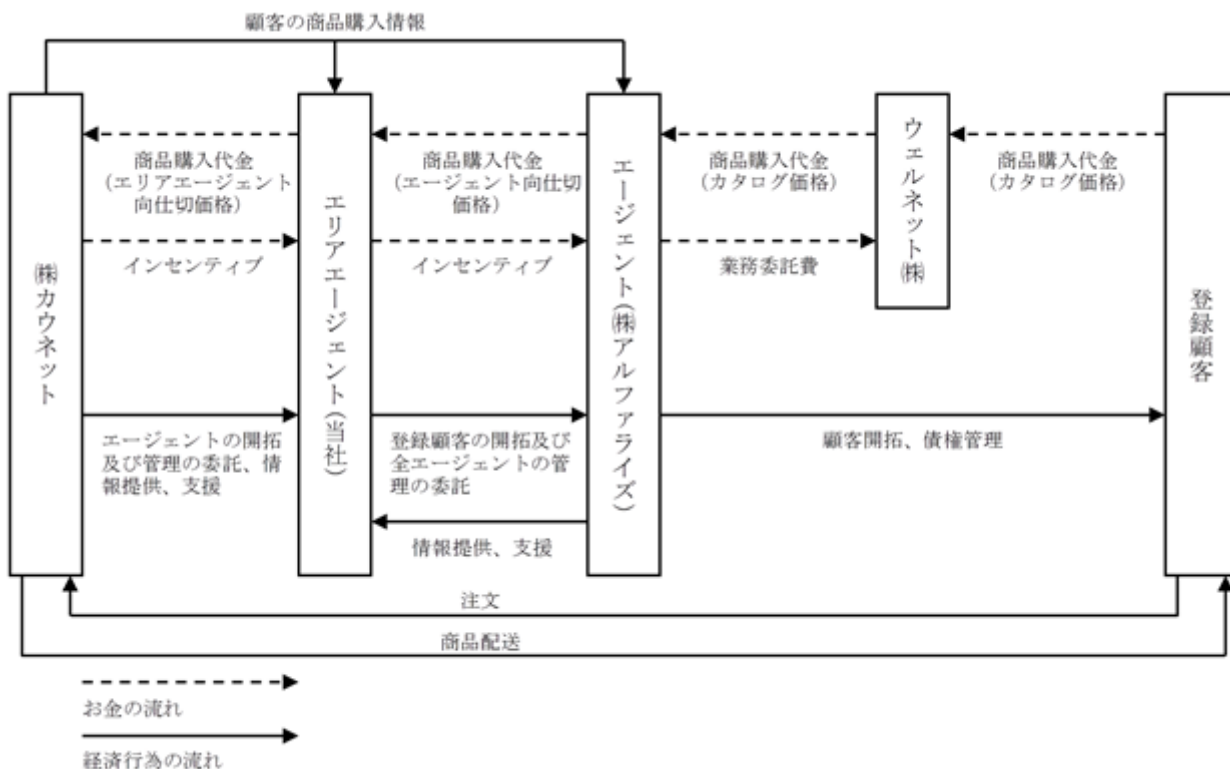 顧客の商品購入情報
商品購入代金
(エリアエージェント
向仕切価格)
商品購入代金
(エージェント向仕切
価格)
商品購入代金
(カタログ価格)
商品購入代金
(カタログ価格)
インセンティブ
インセンティブ
業務委託費
㈱カウネット
エリアエージェント(当社)
エージェント(㈱アルファライズ)
ウェルネット㈱
登録顧客
エージェントの開拓
及び管理の委託、情
報提供、支援
登録顧客の開拓及び
全エージェントの管
理の委託
顧客開拓、債権管理
情報提供、支援
注文
商品配送
お金の流れ
経済行為の流れ